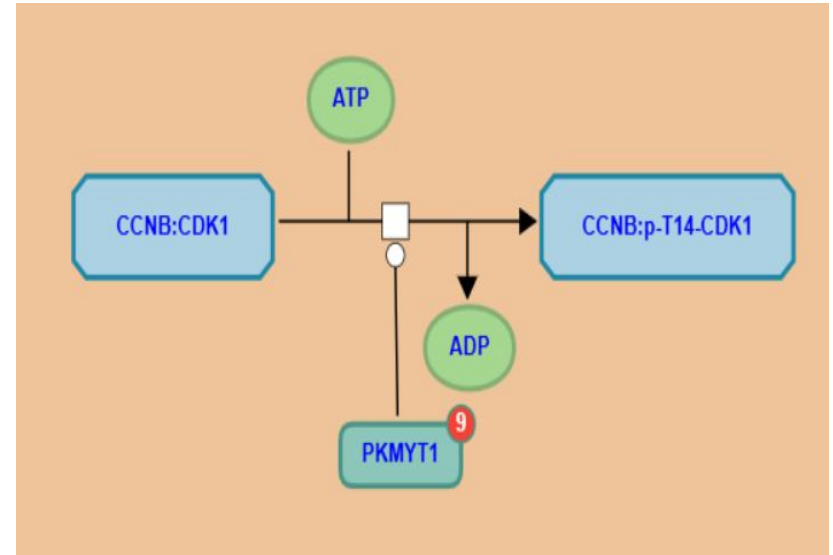 ATP
CCNB:CDK1
CCNB:p-T14-CDK1
ADP
9
PKMYT1